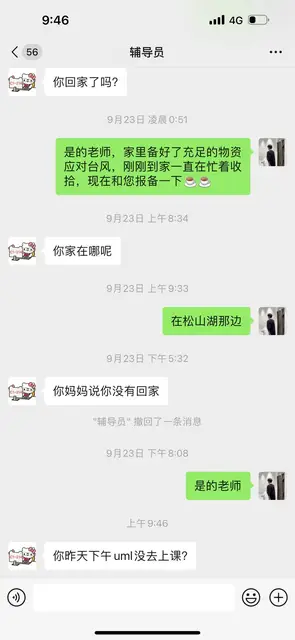 9:46
4G
56
辅导员
你回家了吗?
9月23日 凌晨 0:51
是的老师，家里备好了充足的物资
应对台风，刚刚到家一直在忙着收
拾，现在和您报备一下☕☕
9月23日 上午 8:34
你家在哪呢
9月23日 上午 9:33
在松山湖那边
9月23日 下午 5:32
你妈妈说你没有回家
"辅导员" 撤回了一条消息
9月23日 下午 8:08
是的老师
上午 9:46
你昨天下午 uml 没去上课?